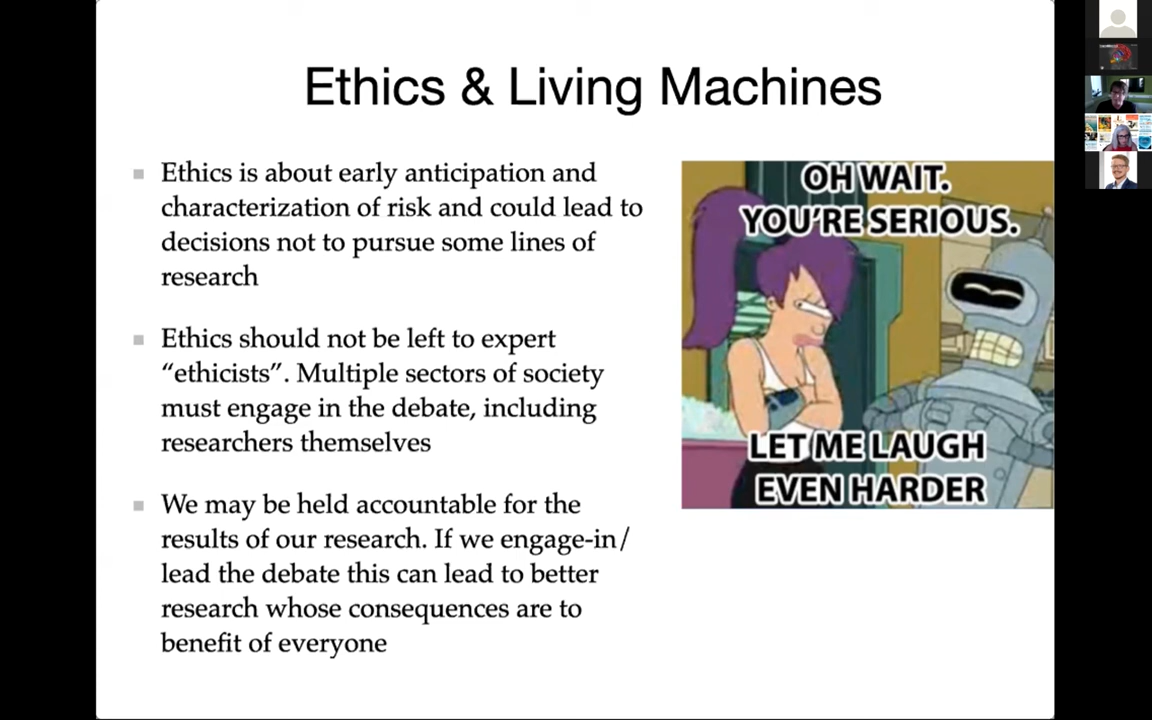 Ethics & Living Machines
Ethics is about early anticipation and
characterization of risk and could lead to
decisions not to pursue some lines of
research
Ethics should not be left to expert
“ethicists”. Multiple sectors of society
must engage in the debate, including
researchers themselves
We may be held accountable for the
results of our research. If we engage-in/
lead the debate this can lead to better
research whose consequences are to
benefit of everyone
OH WAIT.
YOU'RE SERIOUS.
LET ME LAUGH
EVEN HARDER